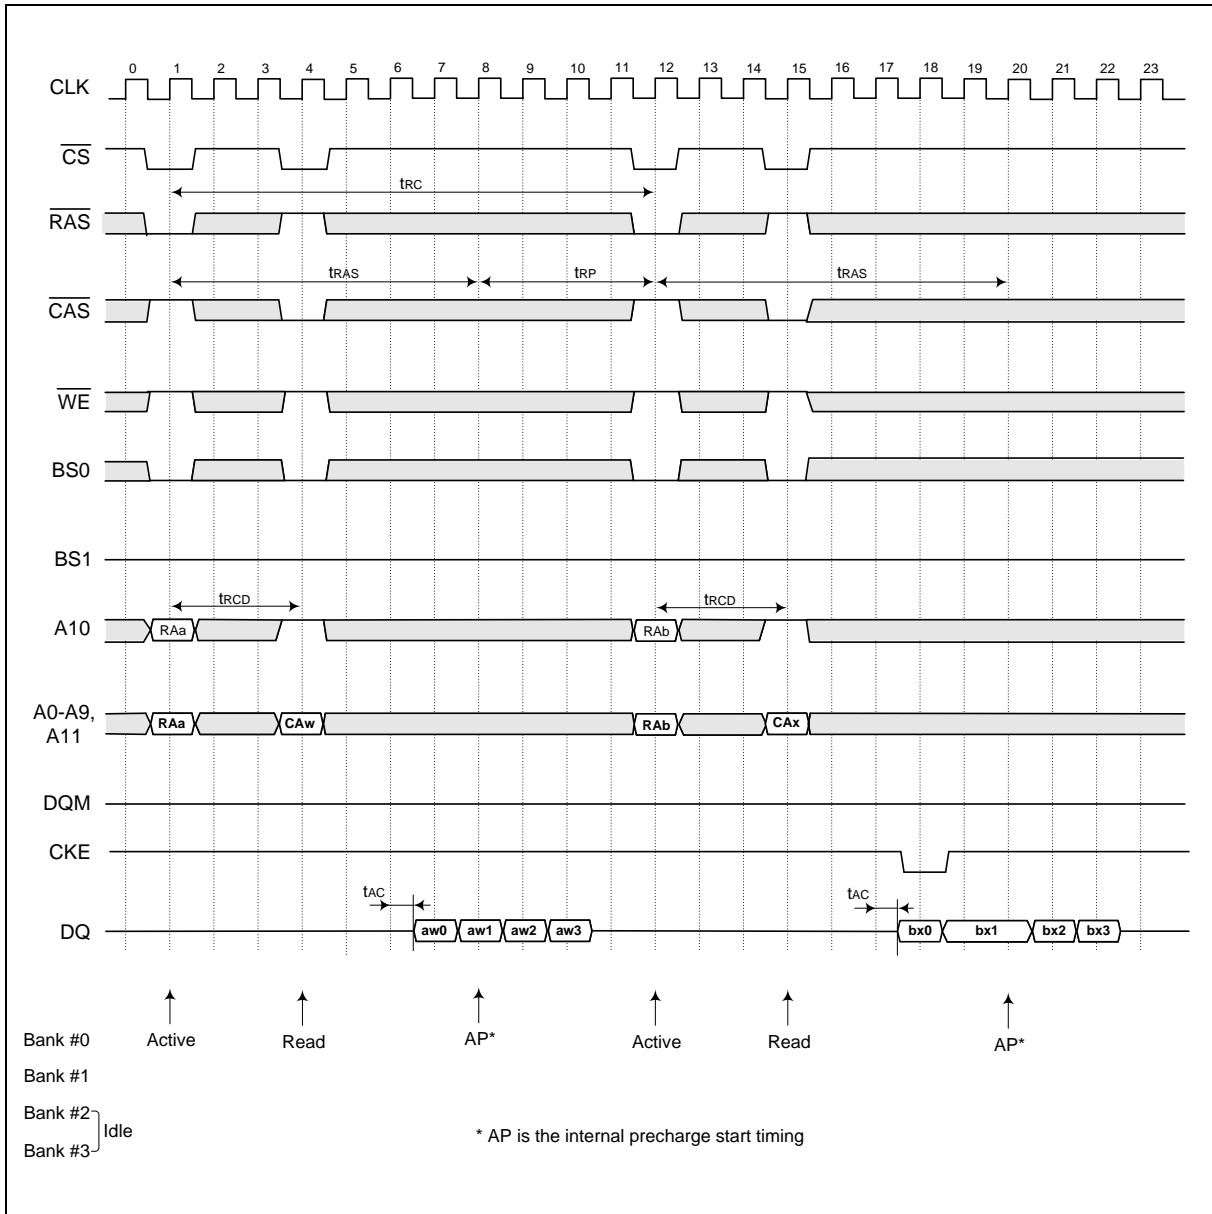 0 1 2 3 4 5 6 7 8 9 10 11 12 13 14 15 16 17 18 19 20 21 22 23
CLK
CS
tRC
RAS
tRAS tRP tRAS
CAS
WE
BS0
BS1
tRCD tRCD
A10 RAa RAb
A0-A9,
A11 RAa CAw RAb CAx
DQM
CKE
tAC tAC
DQ aw0 aw1 aw2 aw3 bx0 bx1 bx2 bx3
Bank #0 Active Read AP* Active Read AP*
Bank #1
Bank #2
Idle
Bank #3
* AP is the internal precharge start timing